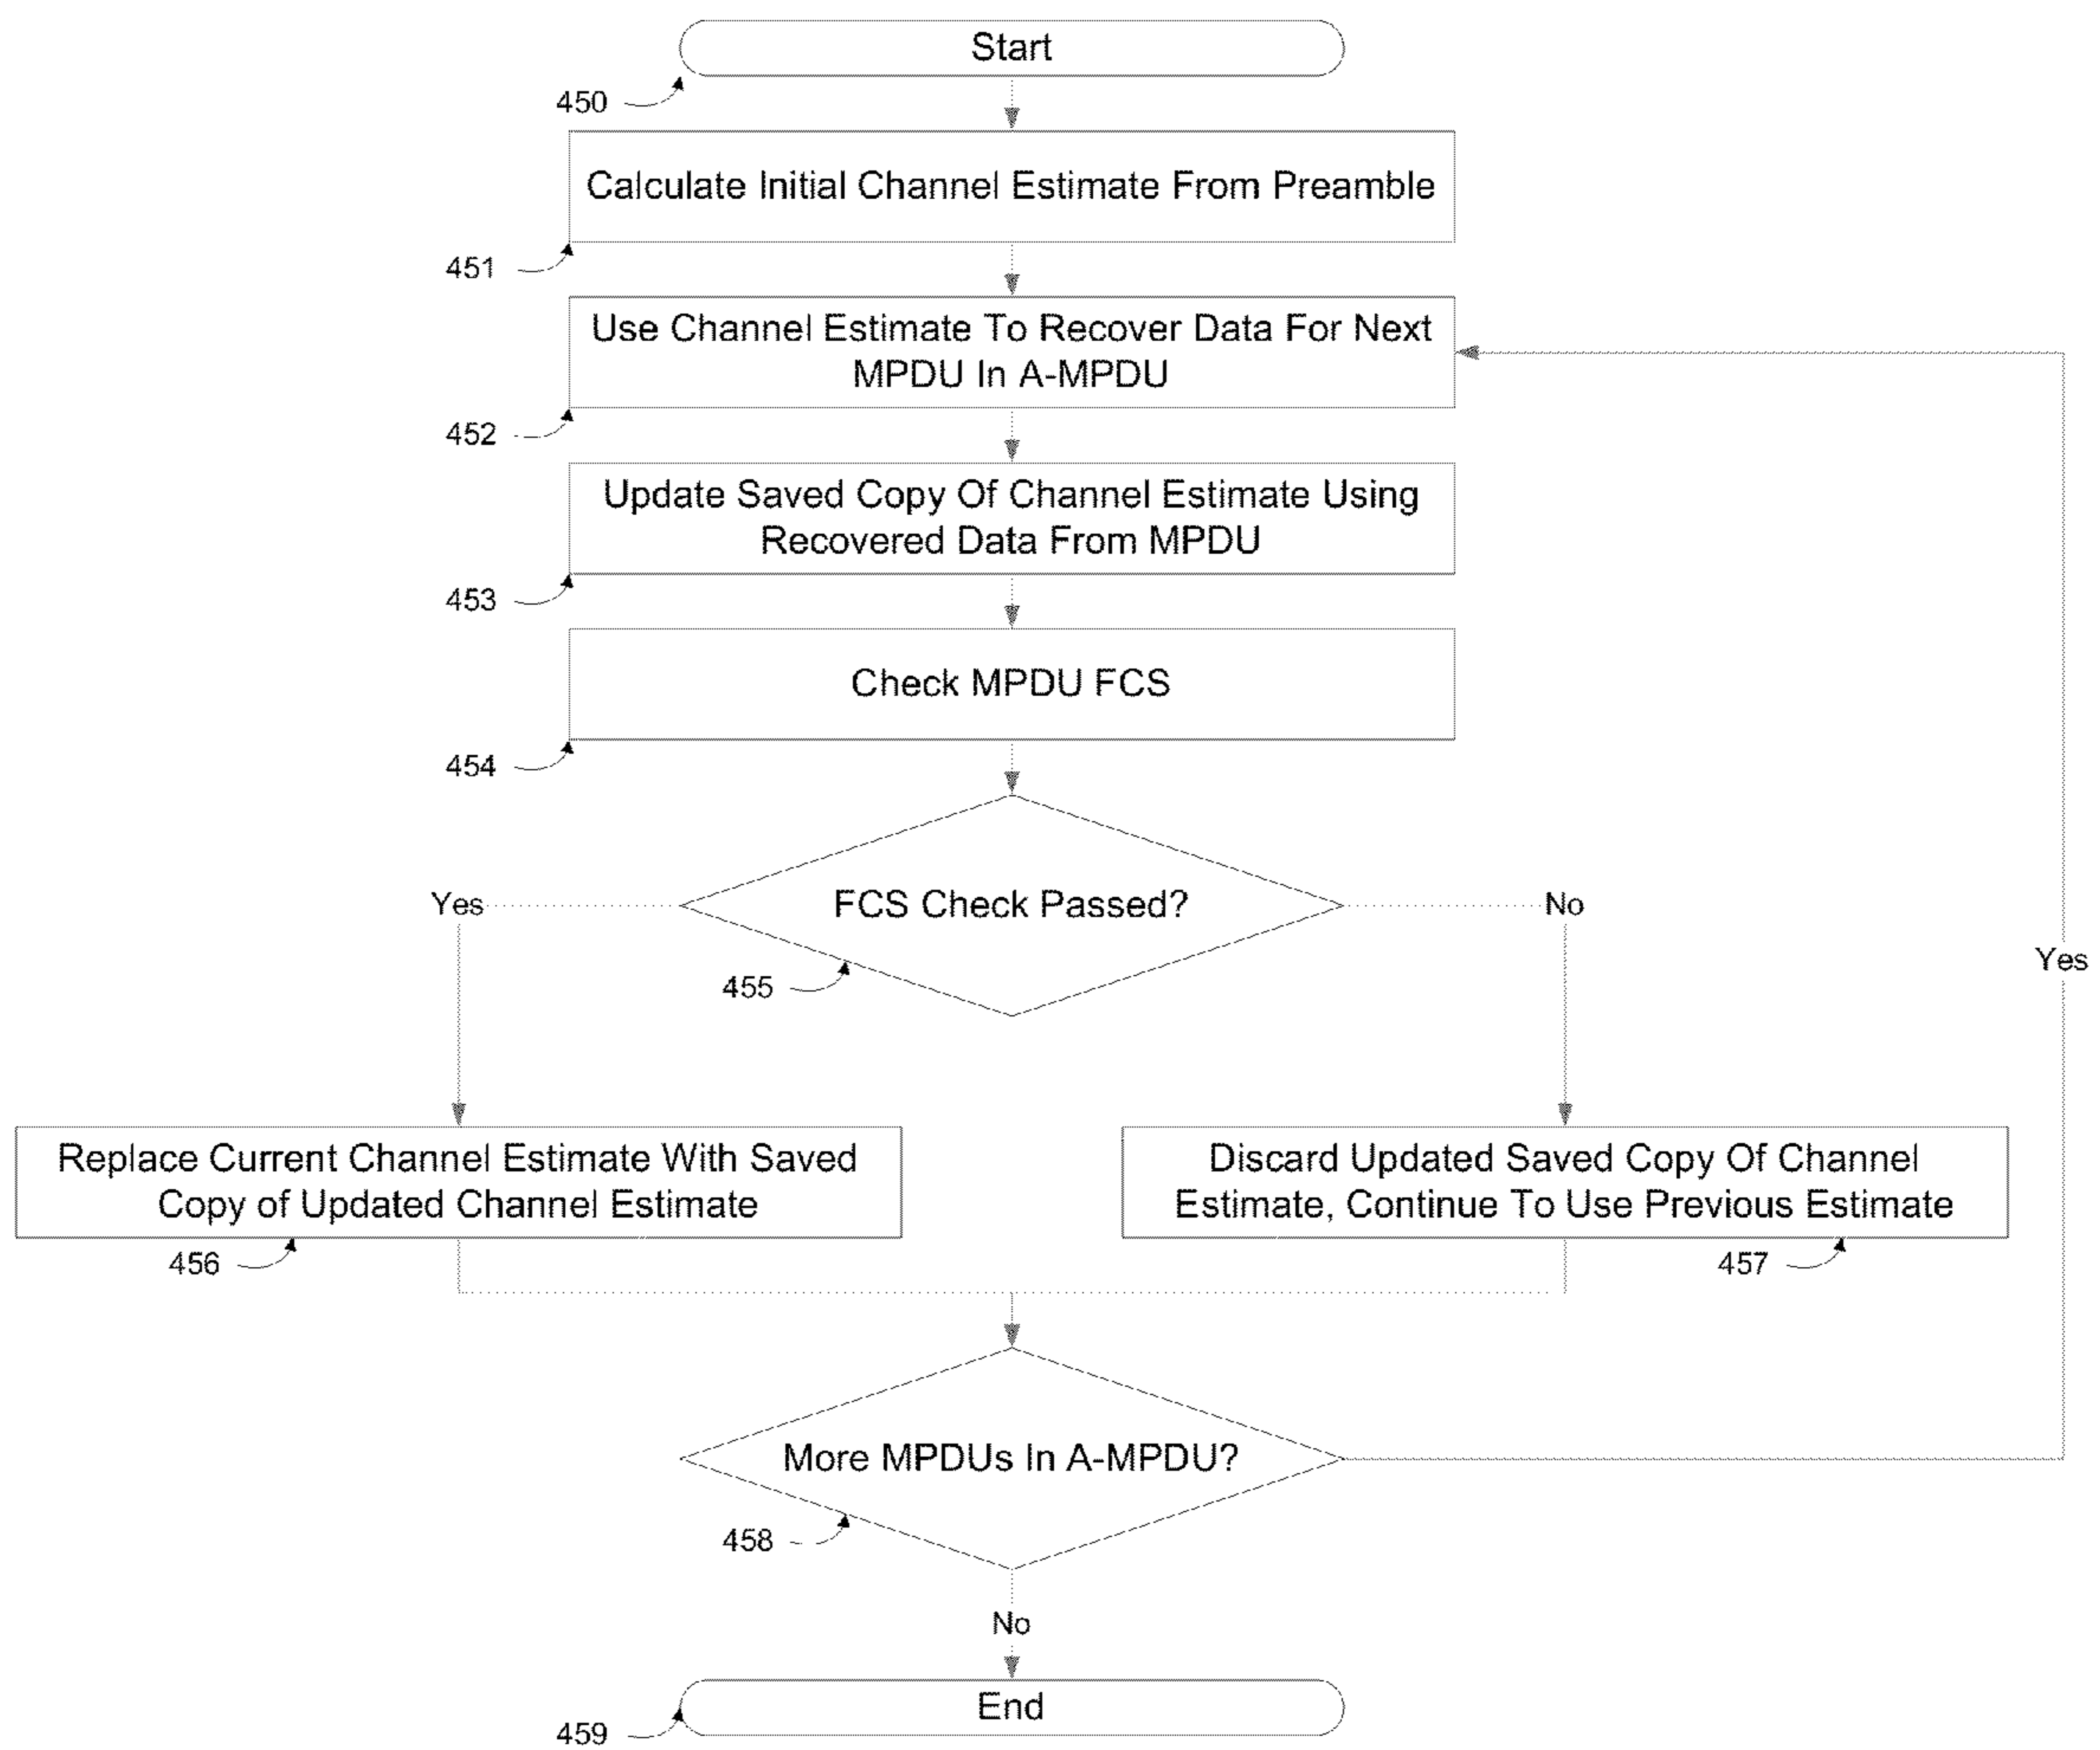 Start
450
Calculate Initial Channel Estimate From Preamble
451
Use Channel Estimate To Recover Data For Next
MPDU In A-MPDU
452
Update Saved Copy Of Channel Estimate Using
Recovered Data From MPDU
453
Check MPDU FCS
454
Yes
FCS Check Passed?
No
455
Yes
Replace Current Channel Estimate With Saved
Copy of Updated Channel Estimate
456
Discard Updated Saved Copy Of Channel
Estimate, Continue To Use Previous Estimate
457
More MPDUs In A-MPDU?
458
No
End
459